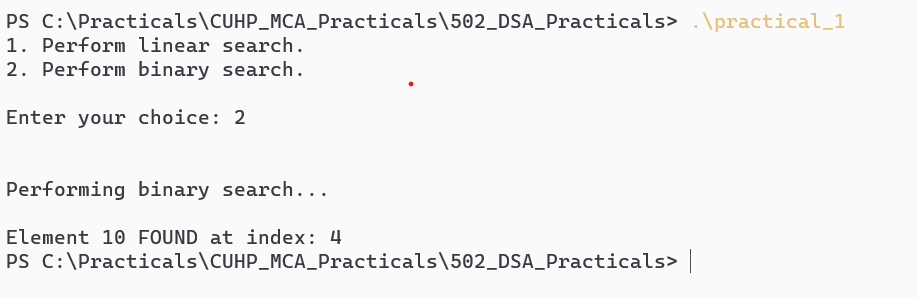 PS C:\Practicals\CUHP_MCA_Practicals\502_DSA_Practicals> .\practical_1
1. Perform linear search.
2. Perform binary search.
Enter your choice: 2
Performing binary search...
Element 10 FOUND at index: 4
PS C:\Practicals\CUHP_MCA_Practicals\502_DSA_Practicals>